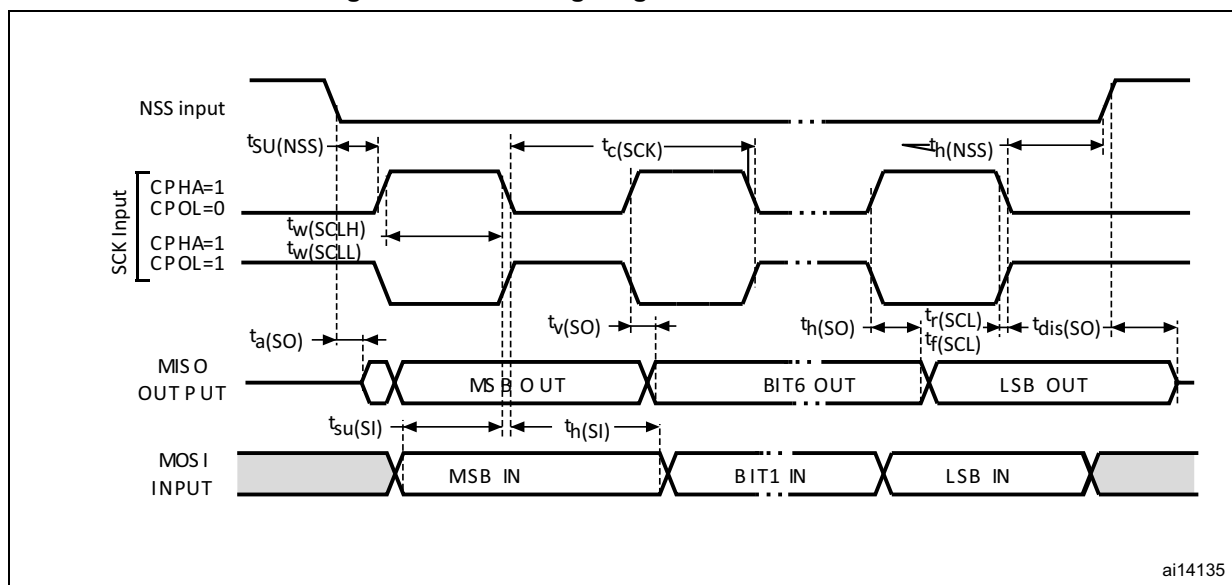 NSS input
tSU(NSS)
tc(SCK)
th(NSS)
SCK Input
CPHA=1
CPOL=0
tw(SCLH)
CPHA=1
tw(SCLL)
CPOL=1
ta(SO)
tv(SO)
th(SO)
tr(SCL)
tf(SCL)
tdis(SO)
MISO
OUTPUT
MSB OUT
BIT6 OUT
LSB OUT
tsu(SI)
th(SI)
MOSI
INPUT
MSB IN
BIT1 IN
LSB IN
ai14135